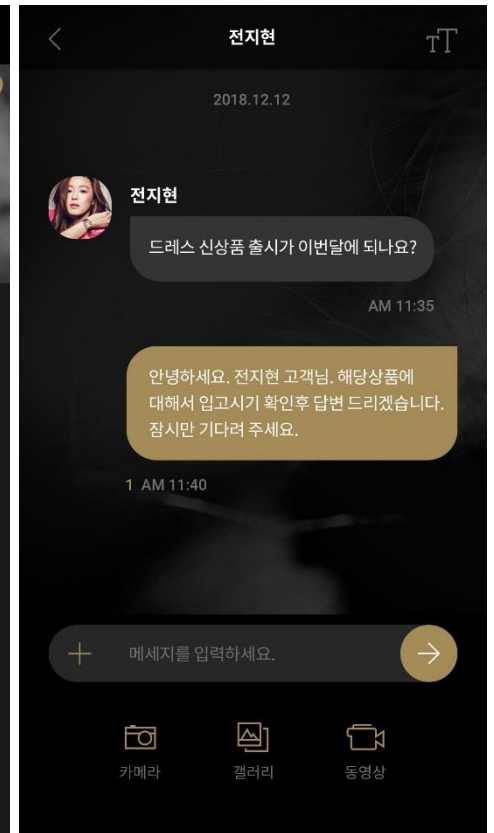 전지현
TT
2018.12.12
전지현
드레스 신상품 출시가 이번달에 되나요?
AM 11:35
안녕하세요. 전지현 고객님. 해당상품에
대해서 입고시기 확인후 답변 드리겠습니다.
잠시만 기다려 주세요.
1 AM 11:40
메세지를 입력하세요.
카메라 갤러리 동영상